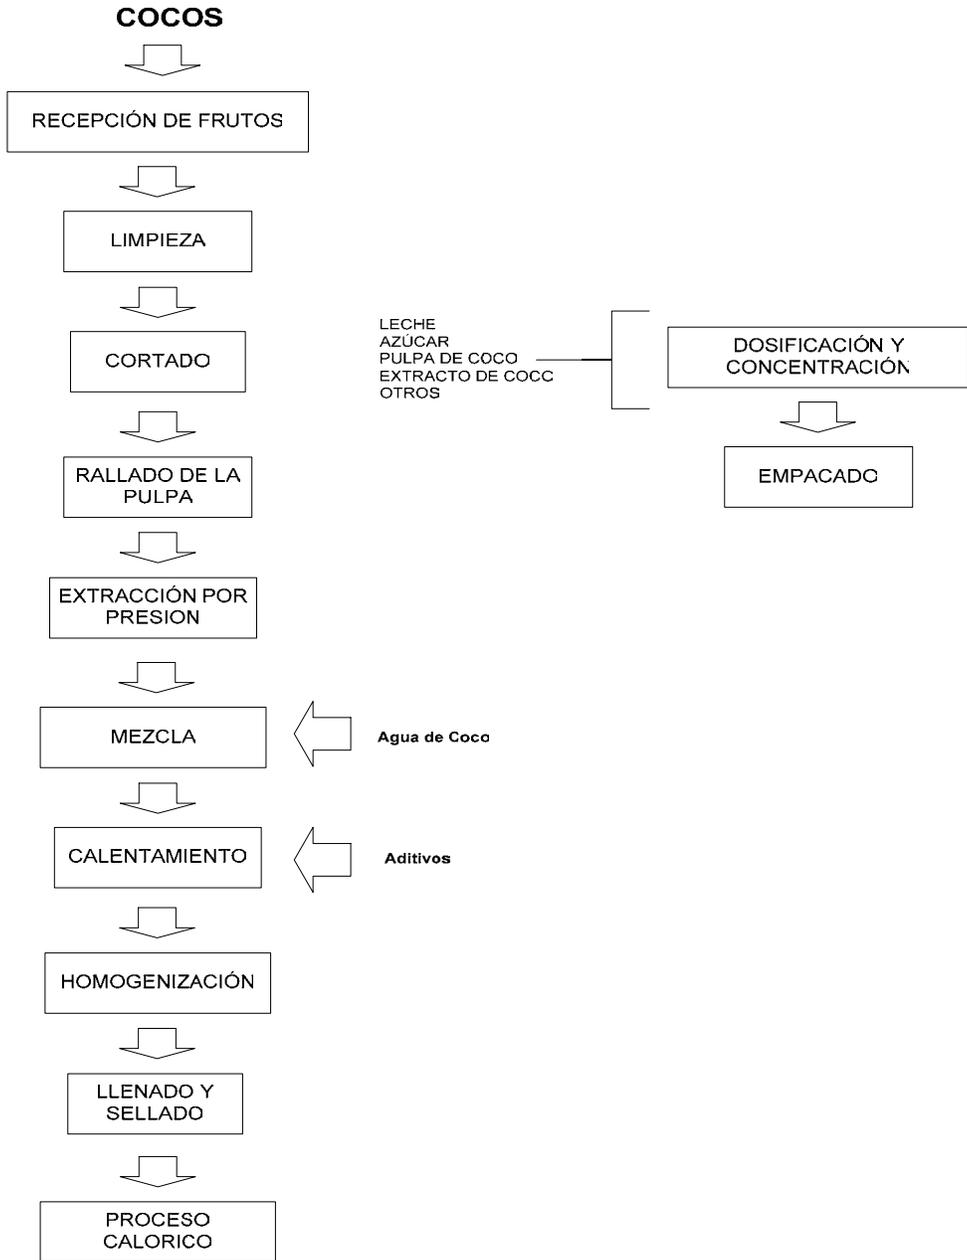 COCOS
RECEPCIÓN DE FRUTOS
LIMPIEZA
CORTADO
RALLADO DE LA
PULPA
EXTRACCIÓN POR
PRESION
MEZCLA
Agua de Coco
CALENTAMIENTO
Aditivos
HOMOGENIZACIÓN
LLENADO Y
SELLADO
PROCESO
CALORICO
LECHE
AZÚCAR
PULPA DE COCO
EXTRACTO DE COCC
OTROS
DOSIFICACIÓN Y
CONCENTRACIÓN
EMPACADO